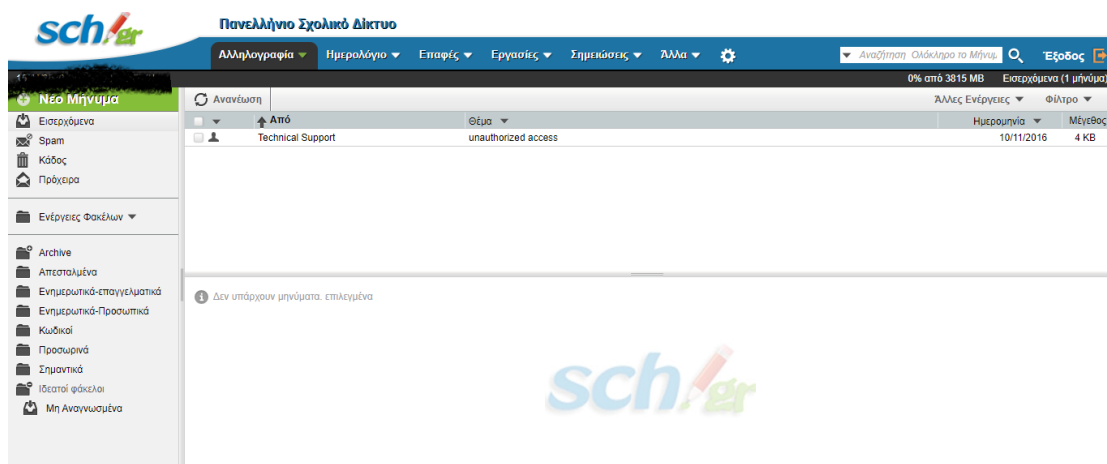 sch.gr
Πανελλήνιο Σχολικό Δίκτυο
Αλληλογραφία Ημερολόγιο Επαφές Εργασίες Σημειώσεις Άλλα Αναζήτηση Ολόκληρο το Μήνυμ Έξοδος
0% από 3815 MB Εισερχόμενα (1 μήνύμα)
Νέο Μήνυμα Ανανέωση Άλλες Ενέργειες Φίλτρο
Εισερχόμενα Από Θέμα Ημερομηνία Μέγεθος
Spam Technical Support unauthorized access 10/11/2016 4 KB
Κάδος
Πρόχειρα
Ενέργειες Φακέλων
Archive
Απεσταλμένα
Ενημερωτικά-επαγγελματικά Δεν υπάρχουν μηνύματα. επιλεγμένα
Ενημερωτικά-Προσωπικά
Κωδικοί
Προσωρινά
Σημαντικά
Ιδεατοί φάκελοι
Μη Αναγνωσμένα
sch.gr